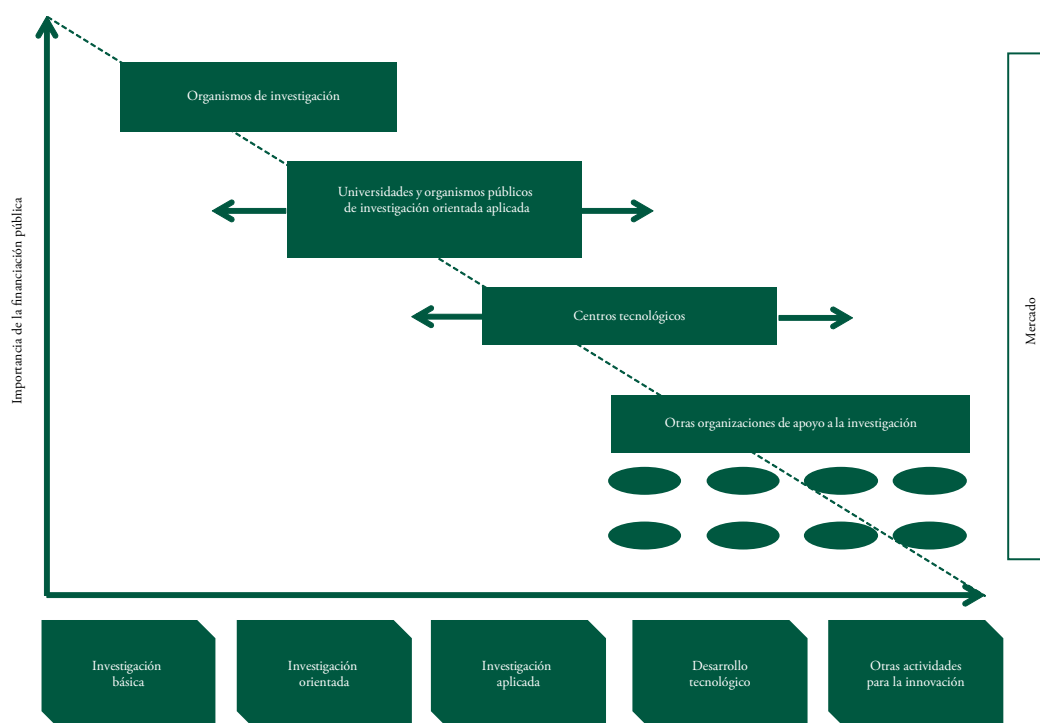 Organismos de investigación
Universidades y organismos públicos
de investigación orientada aplicada
Centros tecnológicos
Otras organizaciones de apoyo a la investigación
Importancia de la financiación pública
Mercado
Investigación
básica
Investigación
orientada
Investigación
aplicada
Desarrollo
tecnológico
Otras actividades
para la innovación